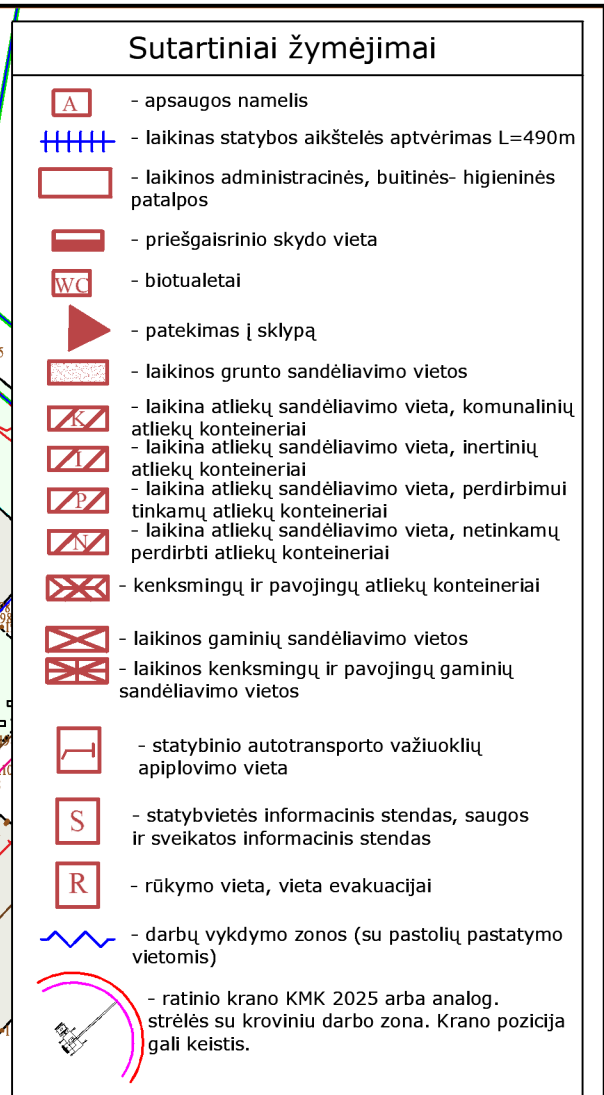 Sutartiniai žymėjimai
A - apsaugos namelis
- laikinas statybos aikštelės aptvėrimas L=490m
- laikinos administracinės, buitinės- higieninės
patalpos
- priešgaisrinio skydo vieta
WC - biotualetai
- patekimas į sklypą
- laikinos grunto sandėliavimo vietos
K - laikina atliekų sandėliavimo vieta, komunalinių
atliekų konteineriai
I - laikina atliekų sandėliavimo vieta, inertinių
atliekų konteineriai
P - laikina atliekų sandėliavimo vieta, perdirbimui
tinkamų atliekų konteineriai
N - laikina atliekų sandėliavimo vieta, netinkamų
perdirbti atliekų konteineriai
- kenksmingų ir pavojingų atliekų konteineriai
- laikinos gaminių sandėliavimo vietos
- laikinos kenksmingų ir pavojingų gaminių
sandėliavimo vietos
- statybinio autotransporto važiuoklių
apiplovimo vieta
S - statybvietės informacinis stendas, saugos
ir sveikatos informacinis stendas
R - rūkymo vieta, vieta evakuacijai
- darbų vykdymo zonos (su pastolių pastatymo
vietomis)
- ratinio krano KMK 2025 arba analog.
strėlės su kroviniu darbo zona. Krano pozicija
gali keistis.